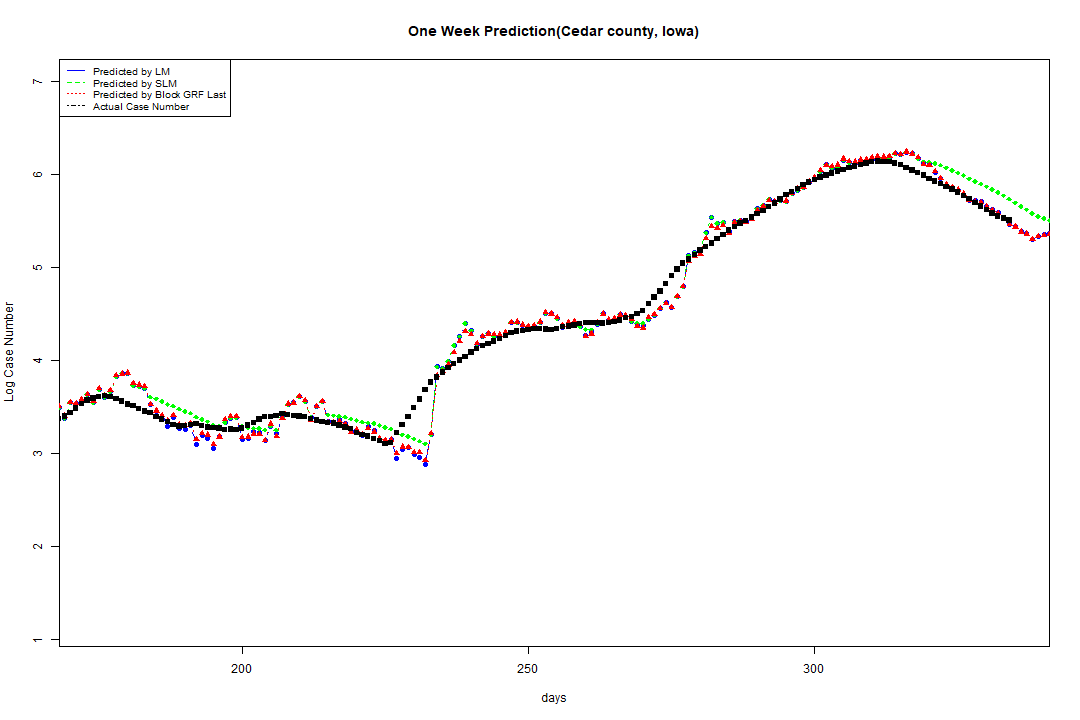 One Week Prediction(Cedar county, Iowa)
Predicted by LM
Predicted by SLM
Predicted by Block GRF Last
Actual Case Number
7
6
5
4
3
2
1
Log Case Number
200 250 300
days